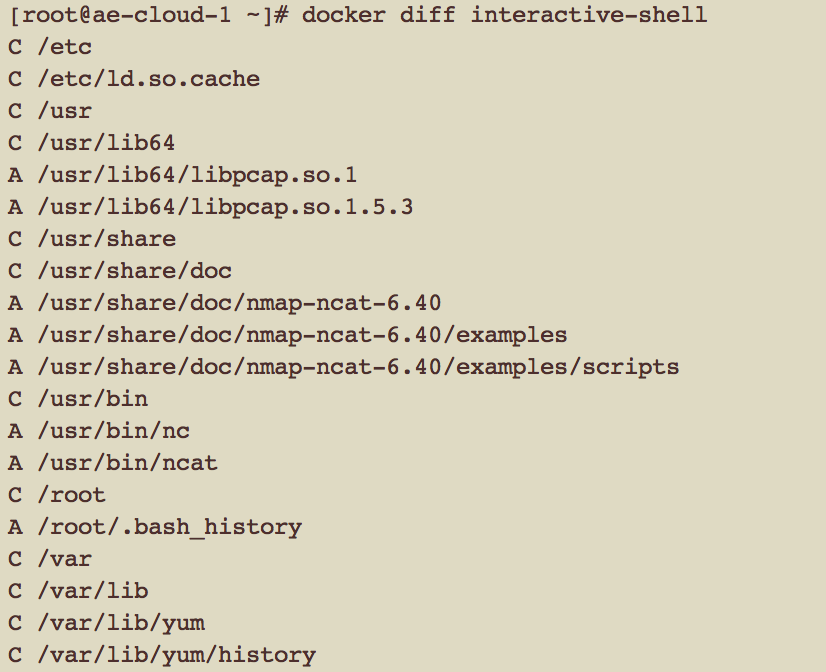 [root@ae-cloud-1 ~]# docker diff interactive-shell
C /etc
C /etc/ld.so.cache
C /usr
C /usr/lib64
A /usr/lib64/libpcap.so.1
A /usr/lib64/libpcap.so.1.5.3
C /usr/share
C /usr/share/doc
A /usr/share/doc/nmap-ncat-6.40
A /usr/share/doc/nmap-ncat-6.40/examples
A /usr/share/doc/nmap-ncat-6.40/examples/scripts
C /usr/bin
A /usr/bin/nc
A /usr/bin/ncat
C /root
A /root/.bash_history
C /var
C /var/lib
C /var/lib/yum
C /var/lib/yum/history